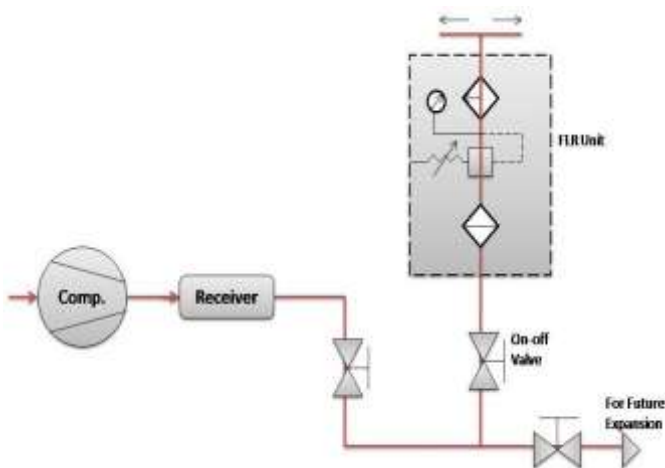 FLR Unit
Comp.
Receiver
On-off
Valve
For Future
Expansion